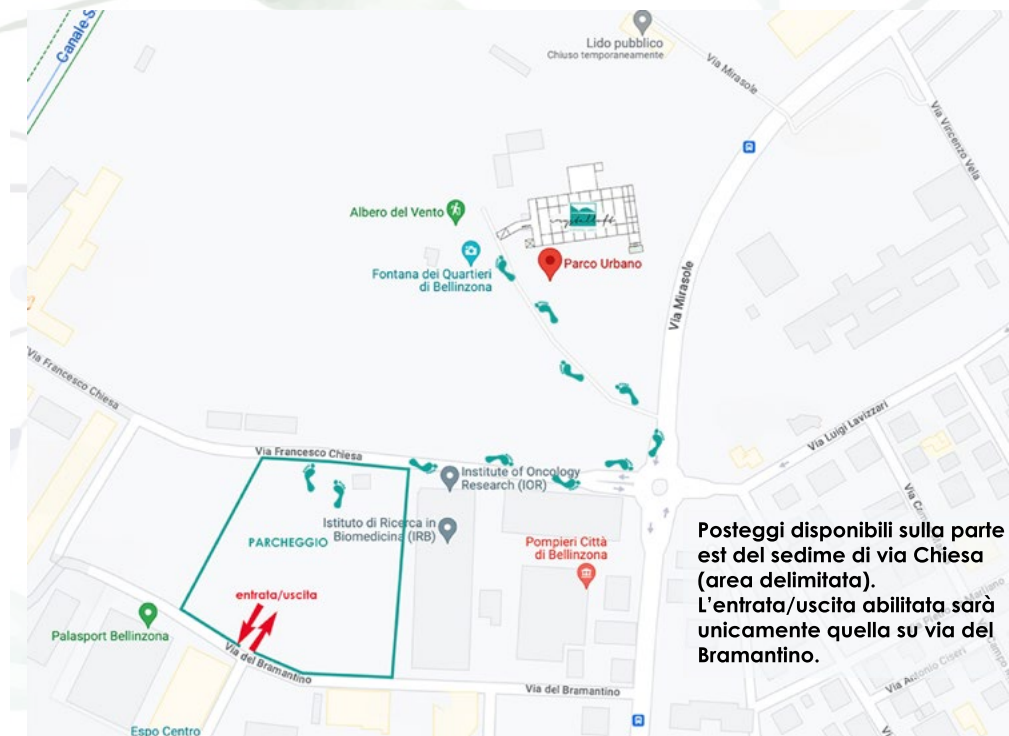 Canale S
Lido pubblico
Chiuso temporaneamente
Via Mirasole
Via Vincenzo Vela
Albero del Vento
Parco Urbano
Fontana dei Quartieri
di Bellinzona
Via Mirasole
Via Francesco Chiesa
Via Luigi Lavizzari
Via Francesco Chiesa
Institute of Oncology
Research (IOR)
Istituto di Ricerca in
Biomedicina (IRB)
PARCHEGGIO
Pompieri Città
di Bellinzona
entrata/uscita
Posteggi disponibili sulla parte
est del sedime di via Chiesa
(area delimitata).
L'entrata/uscita abilitata sarà
unicamente quella su via del
Bramantino.
Palasport Bellinzona
Via del Bramantino
Via del Bramantino
Via Antonio Ciseri
Espo Centro